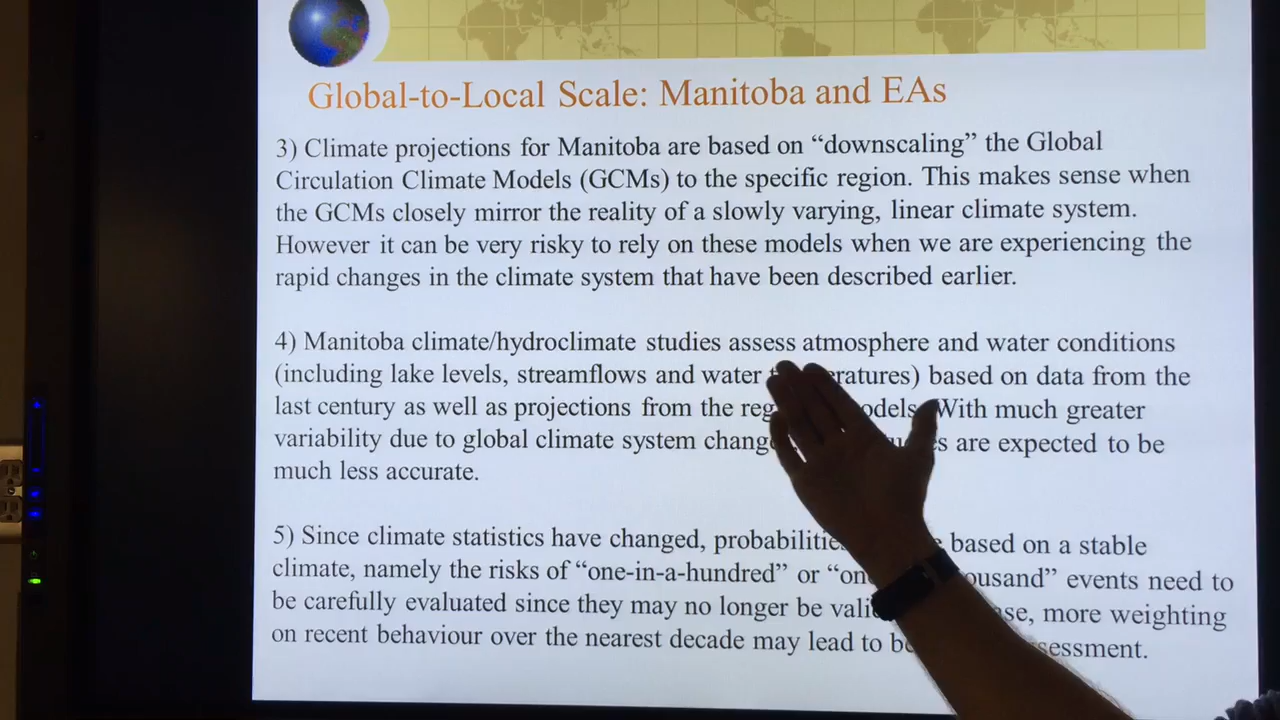 Global-to-Local Scale: Manitoba and EAs
3) Climate projections for Manitoba are based on “downscaling” the Global
Circulation Climate Models (GCMs) to the specific region. This makes sense when
the GCMs closely mirror the reality of a slowly varying, linear climate system.
However it can be very risky to rely on these models when we are experiencing the
rapid changes in the climate system that have been described earlier.
4) Manitoba climate/hydroclimate studies assess atmosphere and water conditions
(including lake levels, streamflows and water ratures) based on data from the
last century as well as projections from the reg odels. With much greater
variability due to global climate system change are expected to be
much less accurate.
5) Since climate statistics have changed, probabilitie based on a stable
climate, namely the risks of “one-in-a-hundred” or “on ousand” events need to
be carefully evaluated since they may no longer be vali se, more weighting
on recent behaviour over the nearest decade may lead to be sessment.